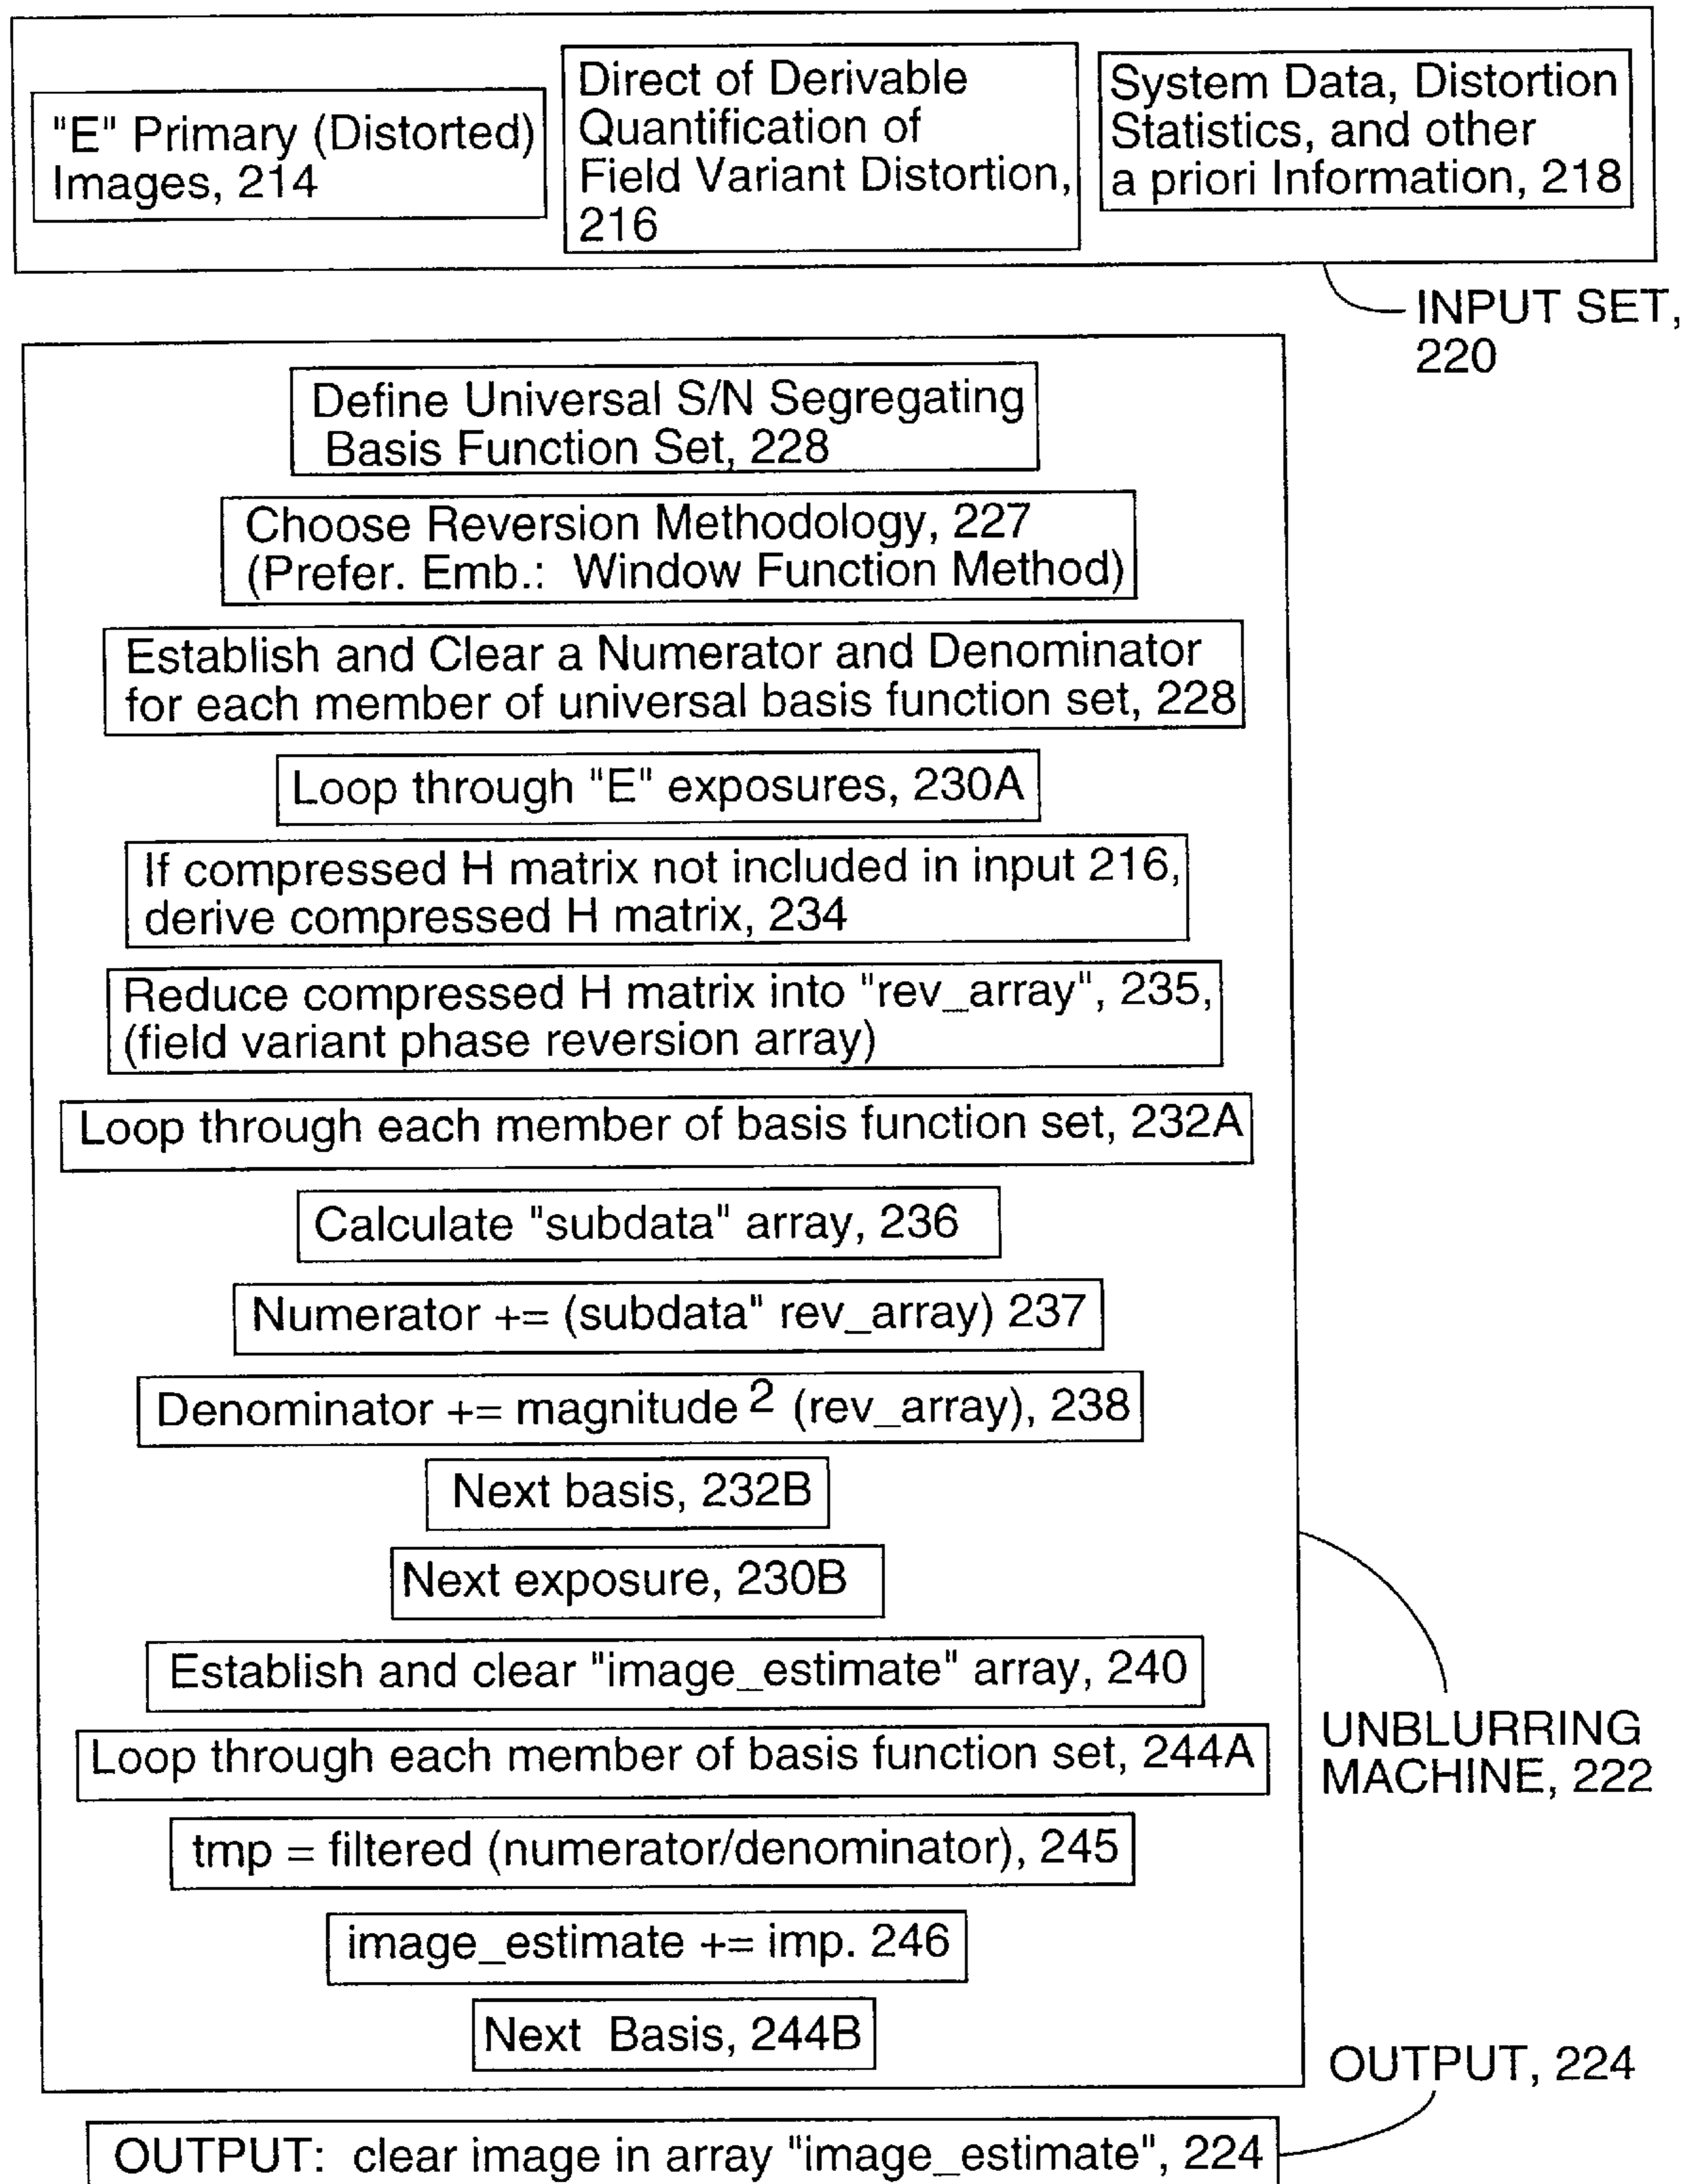 "E" Primary (Distorted)
Images, 214
Direct of Derivable
Quantification of
Field Variant Distortion,
216
System Data, Distortion
Statistics, and other
a priori Information, 218
INPUT SET,
220
Define Universal S/N Segregating
Basis Function Set, 228
Choose Reversion Methodology, 227
(Prefer. Emb.: Window Function Method)
Establish and Clear a Numerator and Denominator
for each member of universal basis function set, 228
Loop through "E" exposures, 230A
If compressed H matrix not included in input 216,
derive compressed H matrix, 234
Reduce compressed H matrix into "rev_array", 235,
(field variant phase reversion array)
Loop through each member of basis function set, 232A
Calculate "subdata" array, 236
Numerator += (subdata" rev_array) 237
Denominator += magnitude 2 (rev_array), 238
Next basis, 232B
Next exposure, 230B
Establish and clear "image_estimate" array, 240
Loop through each member of basis function set, 244A
UNBLURRING
MACHINE, 222
tmp = filtered (numerator/denominator), 245
image_estimate += imp. 246
Next Basis, 244B
OUTPUT, 224
OUTPUT: clear image in array "image_estimate", 224